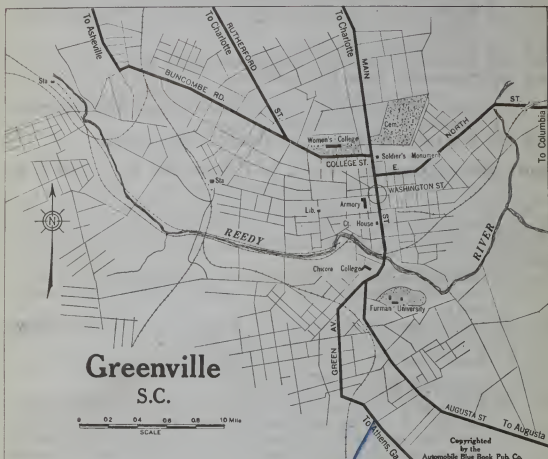 To Asheville
To Charlotte
RUTHERFORD
ST.
To Charlotte
MAIN
BUNCOMBE RD.
Sta
Cem.
NORTH
ST.
To Columbia
Women's College
COLLEGE ST.
Soldier's Monument
E.
WASHINGTON ST.
Sta
Armory
Lib.
ST
Ct. House
REEDY
RIVER
N
Chicora College
Furman University
GREEN AV.
Greenville
S.C.
0 02 04 06 08 10 Mile
SCALE
AUGUSTA ST
To Augusta
To Athens, Ga
Copyrighted
by the
Automobile Blue Book Pub. Co.